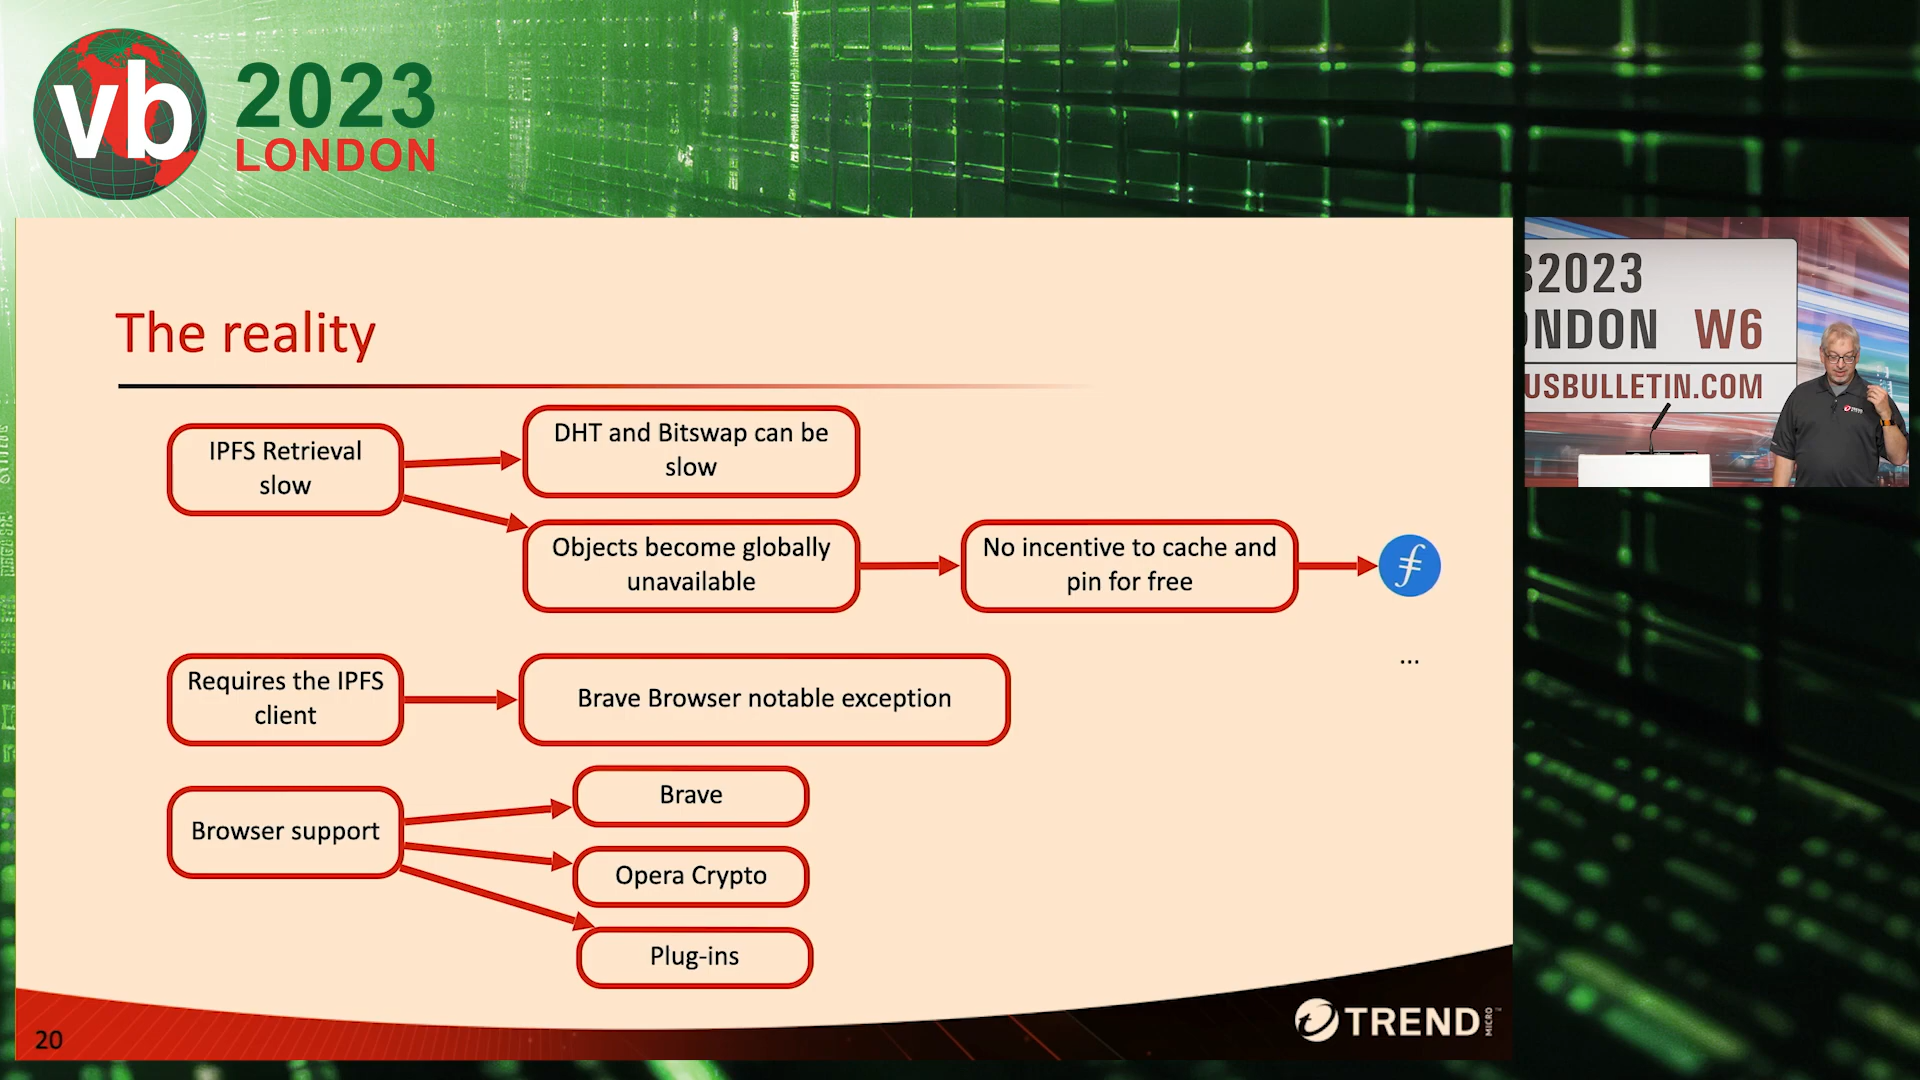 vb
2023
LONDON
The reality
IPFS Retrieval
slow
DHT and Bitswap can be
slow
Objects become globally
unavailable
No incentive to cache and
pin for free
...
Requires the IPFS
client
Brave Browser notable exception
Browser support
Brave
Opera Crypto
Plug-ins
20
TREND
MICRO
2023
NDON W6
USBULLETIN.COM